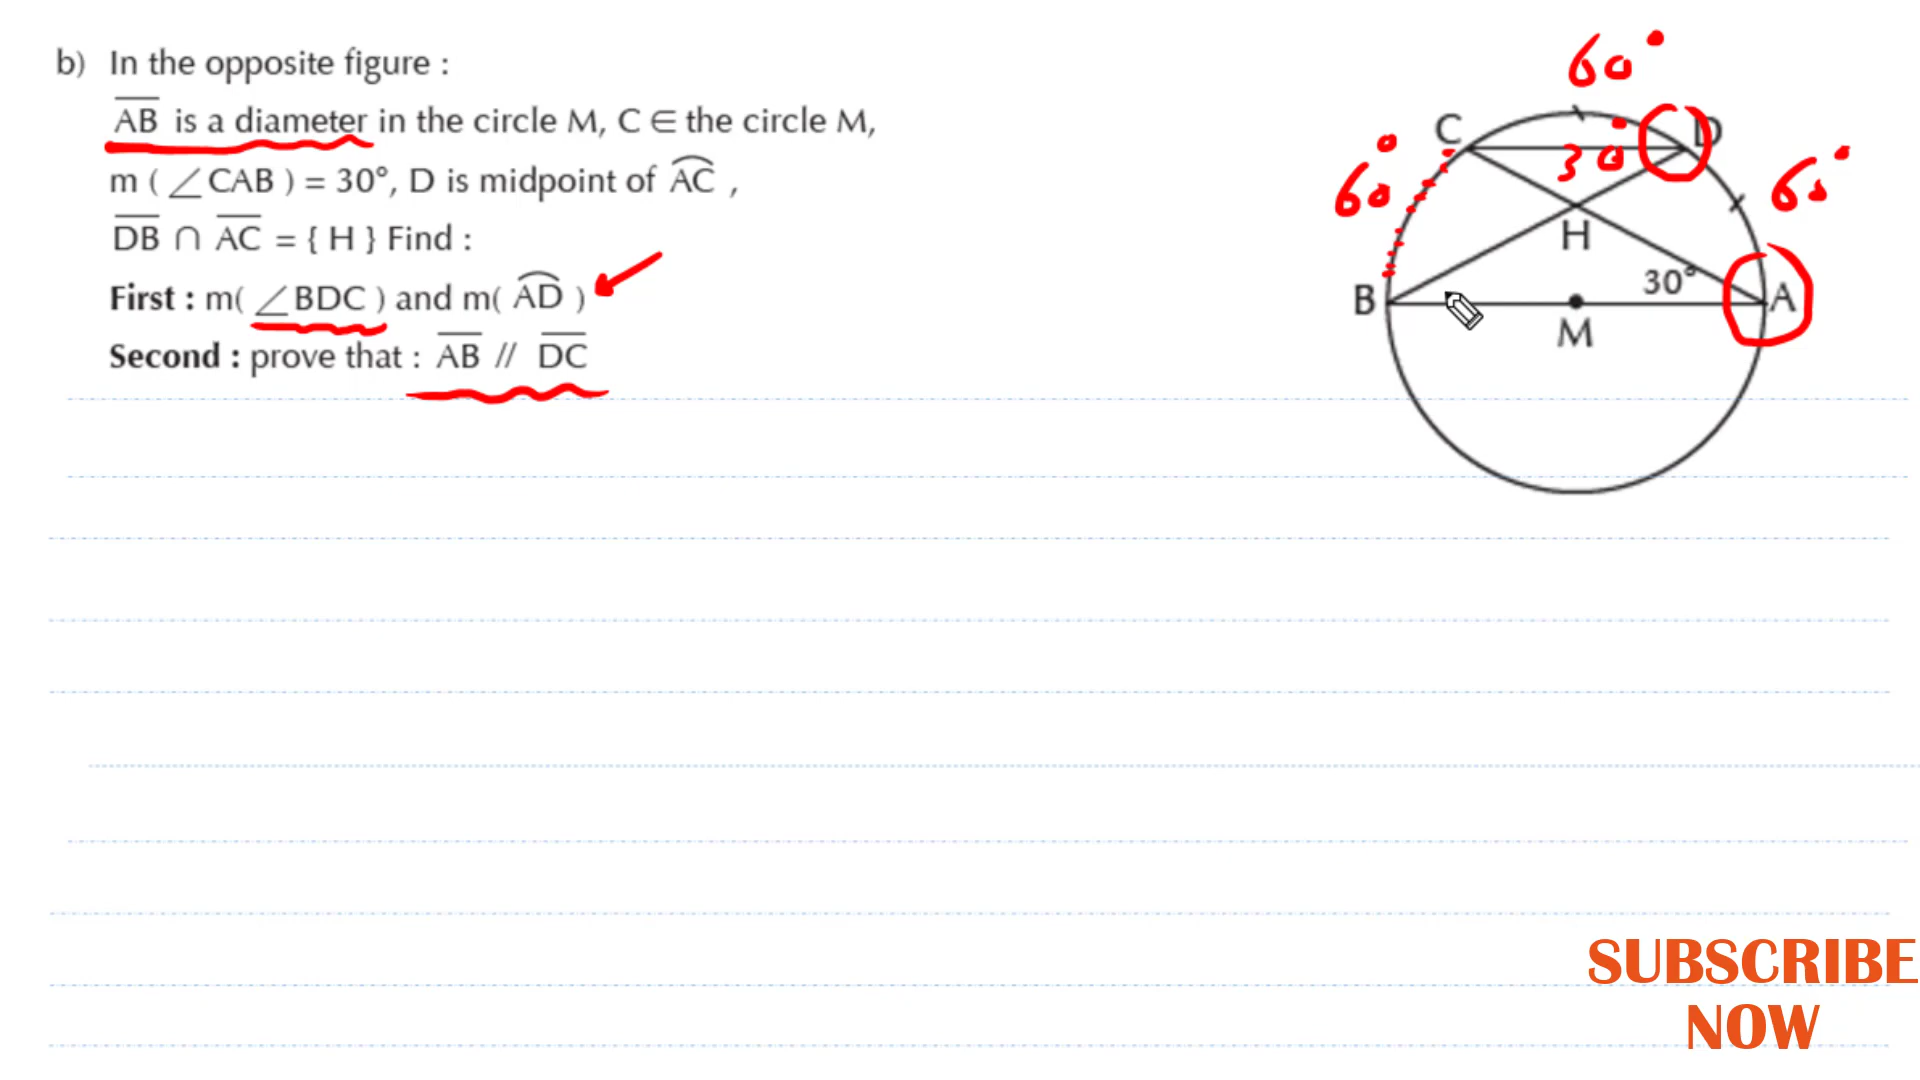 b) In the opposite figure :
AB is a diameter in the circle M, C ∈ the circle M,
m ( ∠CAB ) = 30°, D is midpoint of AC ,
DB ∩ AC = { H } Find :
First : m( ∠BDC ) and m( AD )
Second : prove that : AB // DC
60°
C
D
60°
30°
60°
H
30°
B
A
M
SUBSCRIBE
NOW